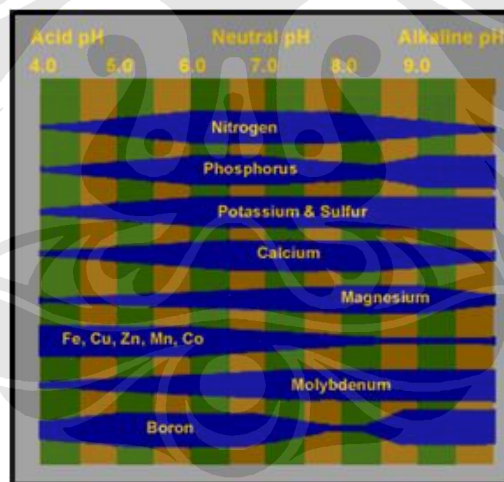 Acid pH Neutral pH Alkaline pH
4.0 5.0 6.0 7.0 8.0 9.0
Nitrogen
Phosphorus
Potassium & Sulfur
Calcium
Magnesium
Fe, Cu, Zn, Mn, Co
Molybdenum
Boron